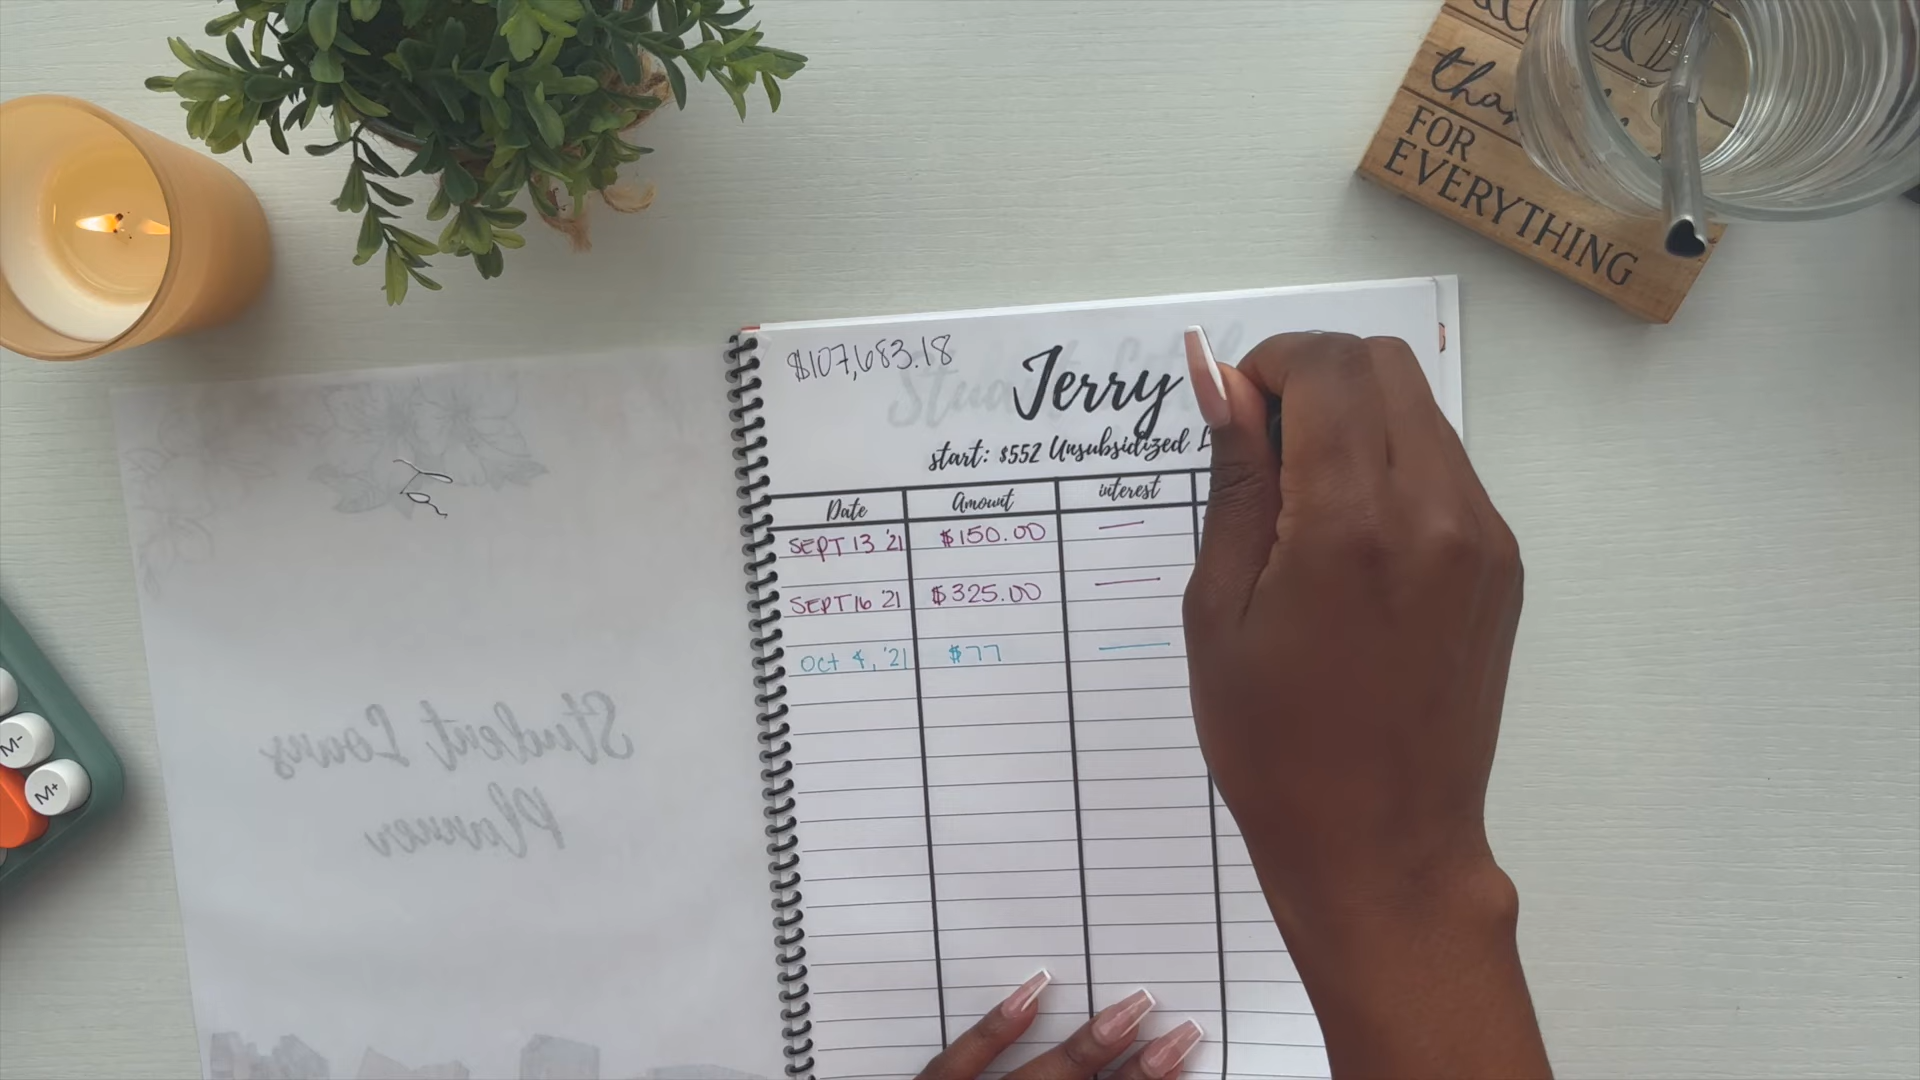 FOR
EVERYTHING
$107,683.18
Jerry
start: $552 Unsubsidized
Date Amount interest
SEPT 13 '21 $150.00 —
SEPT 16 '21 $325.00 —
Oct 4, '21 $77 —
Student Loans
Planner
M-
M+